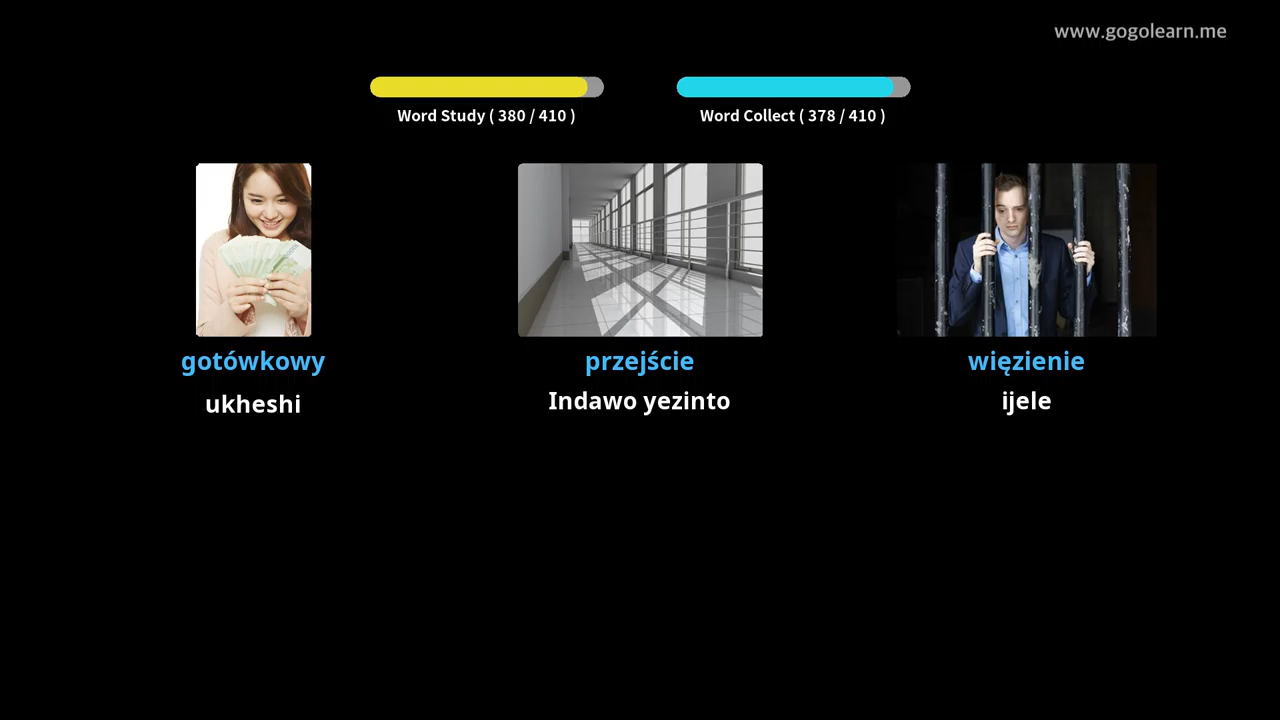 www.gogolearn.me
Word Study ( 380 / 410 )
Word Collect ( 378 / 410 )
gotówkowy
przejście
więzienie
ukheshi
Indawo yezinto
ijele